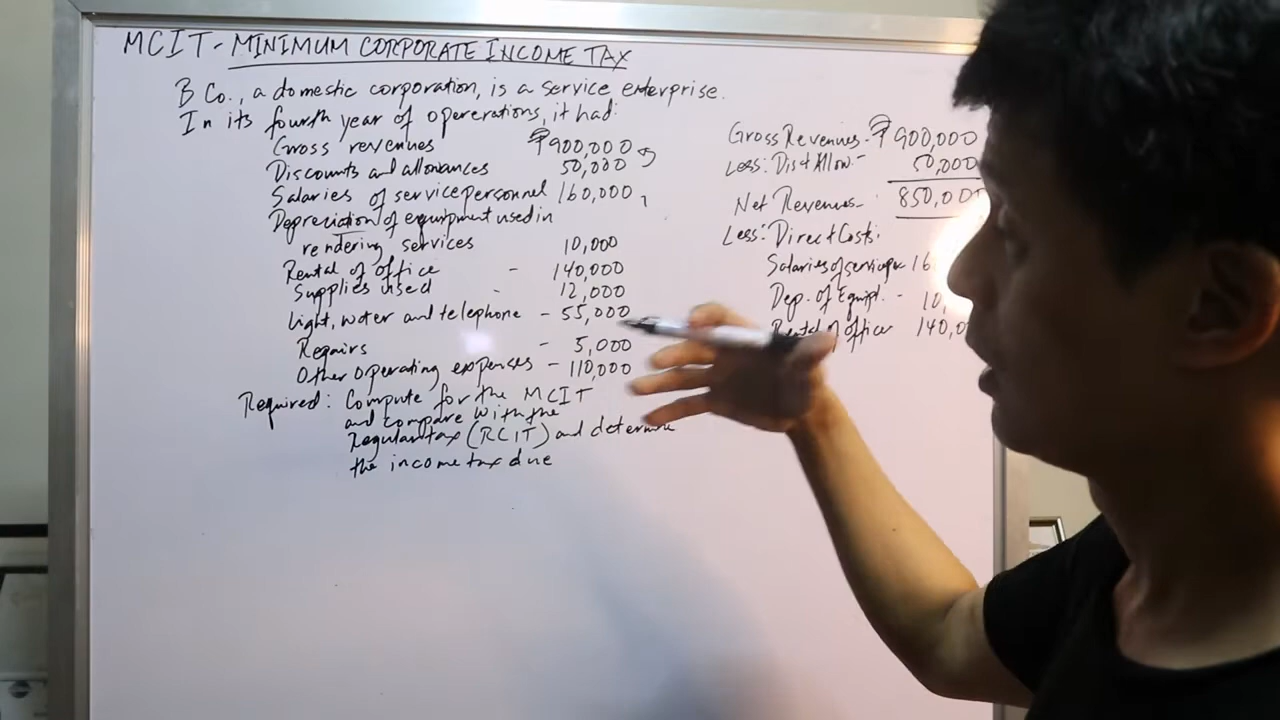 MCIT - MINIMUM CORPORATE INCOME TAX
B Co., a domestic corporation, is a service enterprise.
In its fourth year of opererations, it had:
Gross revenues ₱900,000
Discounts and allowances 50,000
Salaries of service personnel 160,000
Depreciation of equipment used in
rendering services 10,000
Rental of office - 140,000
Supplies used - 12,000
Light, water and telephone - 55,000
Repairs - 5,000
Other operating expenses - 110,000
Required: Compute for the MCIT
and compare with the
Regular tax (RCIT) and determine
the income tax due
Gross Revenues - ₱900,000
Less: Dis & Allow - 50,000
Net Revenues - 850,000
Less: Direct Costs:
Salaries of service per 16
Dep. of Equipt. - 10,
Rental of office 140,0